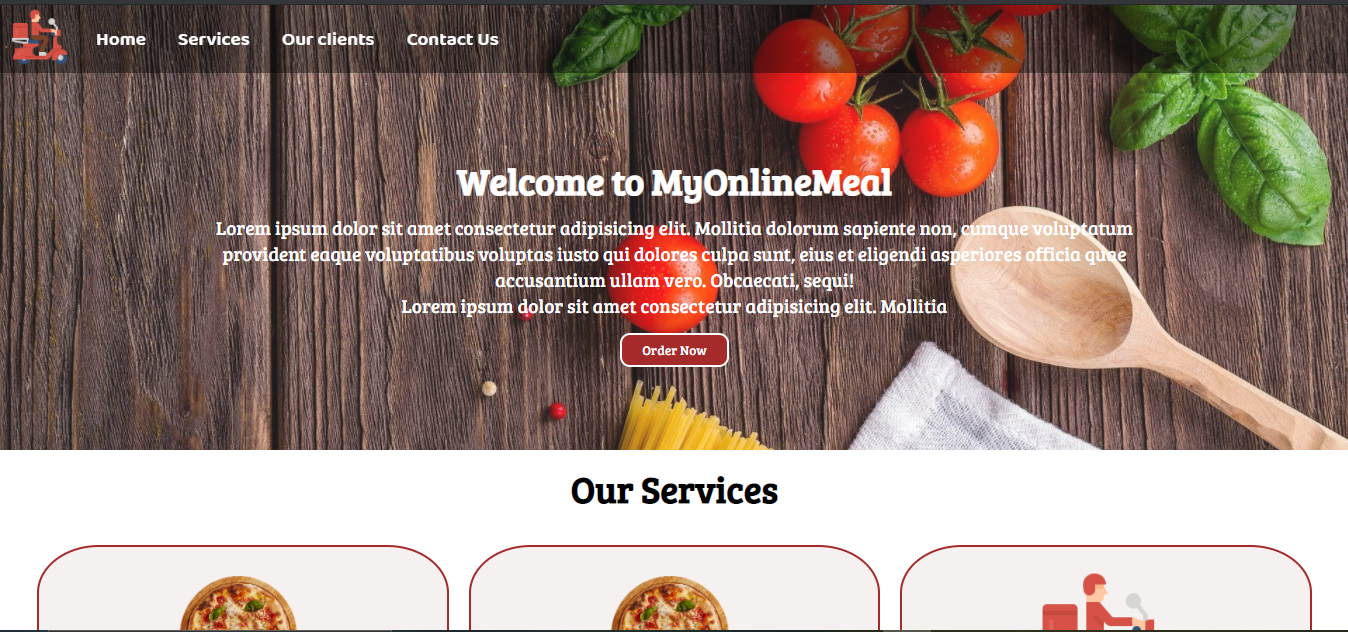 Home Services Our clients Contact Us
Welcome to MyOnlineMeal
Lorem ipsum dolor sit amet consectetur adipisicing elit. Mollitia dolorum sapiente non, cumque voluptatum
provident eaque voluptatibus voluptas iusto qui dolores culpa sunt, eius et eligendi asperiores officia quae
accusantium ullam vero. Obcaecati, sequi!
Lorem ipsum dolor sit amet consectetur adipisicing elit. Mollitia
Order Now
Our Services